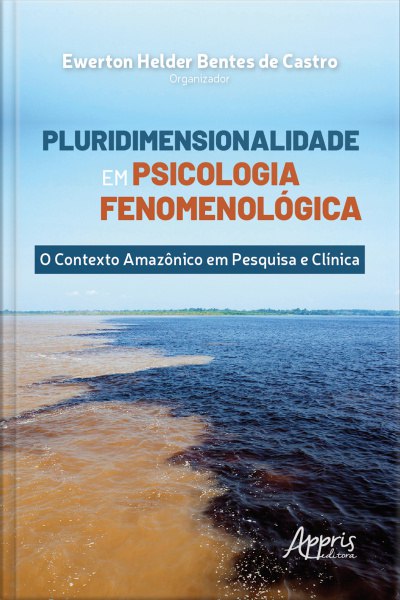 Ewerton Helder Bentes de Castro
Organizador
PLURIDIMENSIONALIDADE
EM PSICOLOGIA
FENOMENOLÓGICA
O Contexto Amazônico em Pesquisa e Clínica
Appris
editora